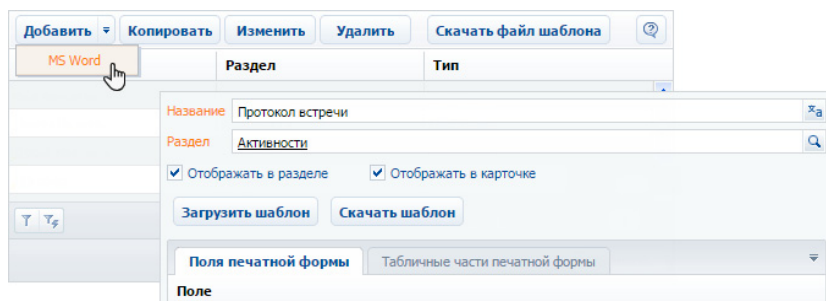 Добавить Копировать Изменить Удалить Скачать файл шаблона
MS Word Раздел Тип
Название Протокол встречи
Раздел Активности
Отображать в разделе Отображать в карточке
Загрузить шаблон Скачать шаблон
Поля печатной формы Табличные части печатной формы
Поле